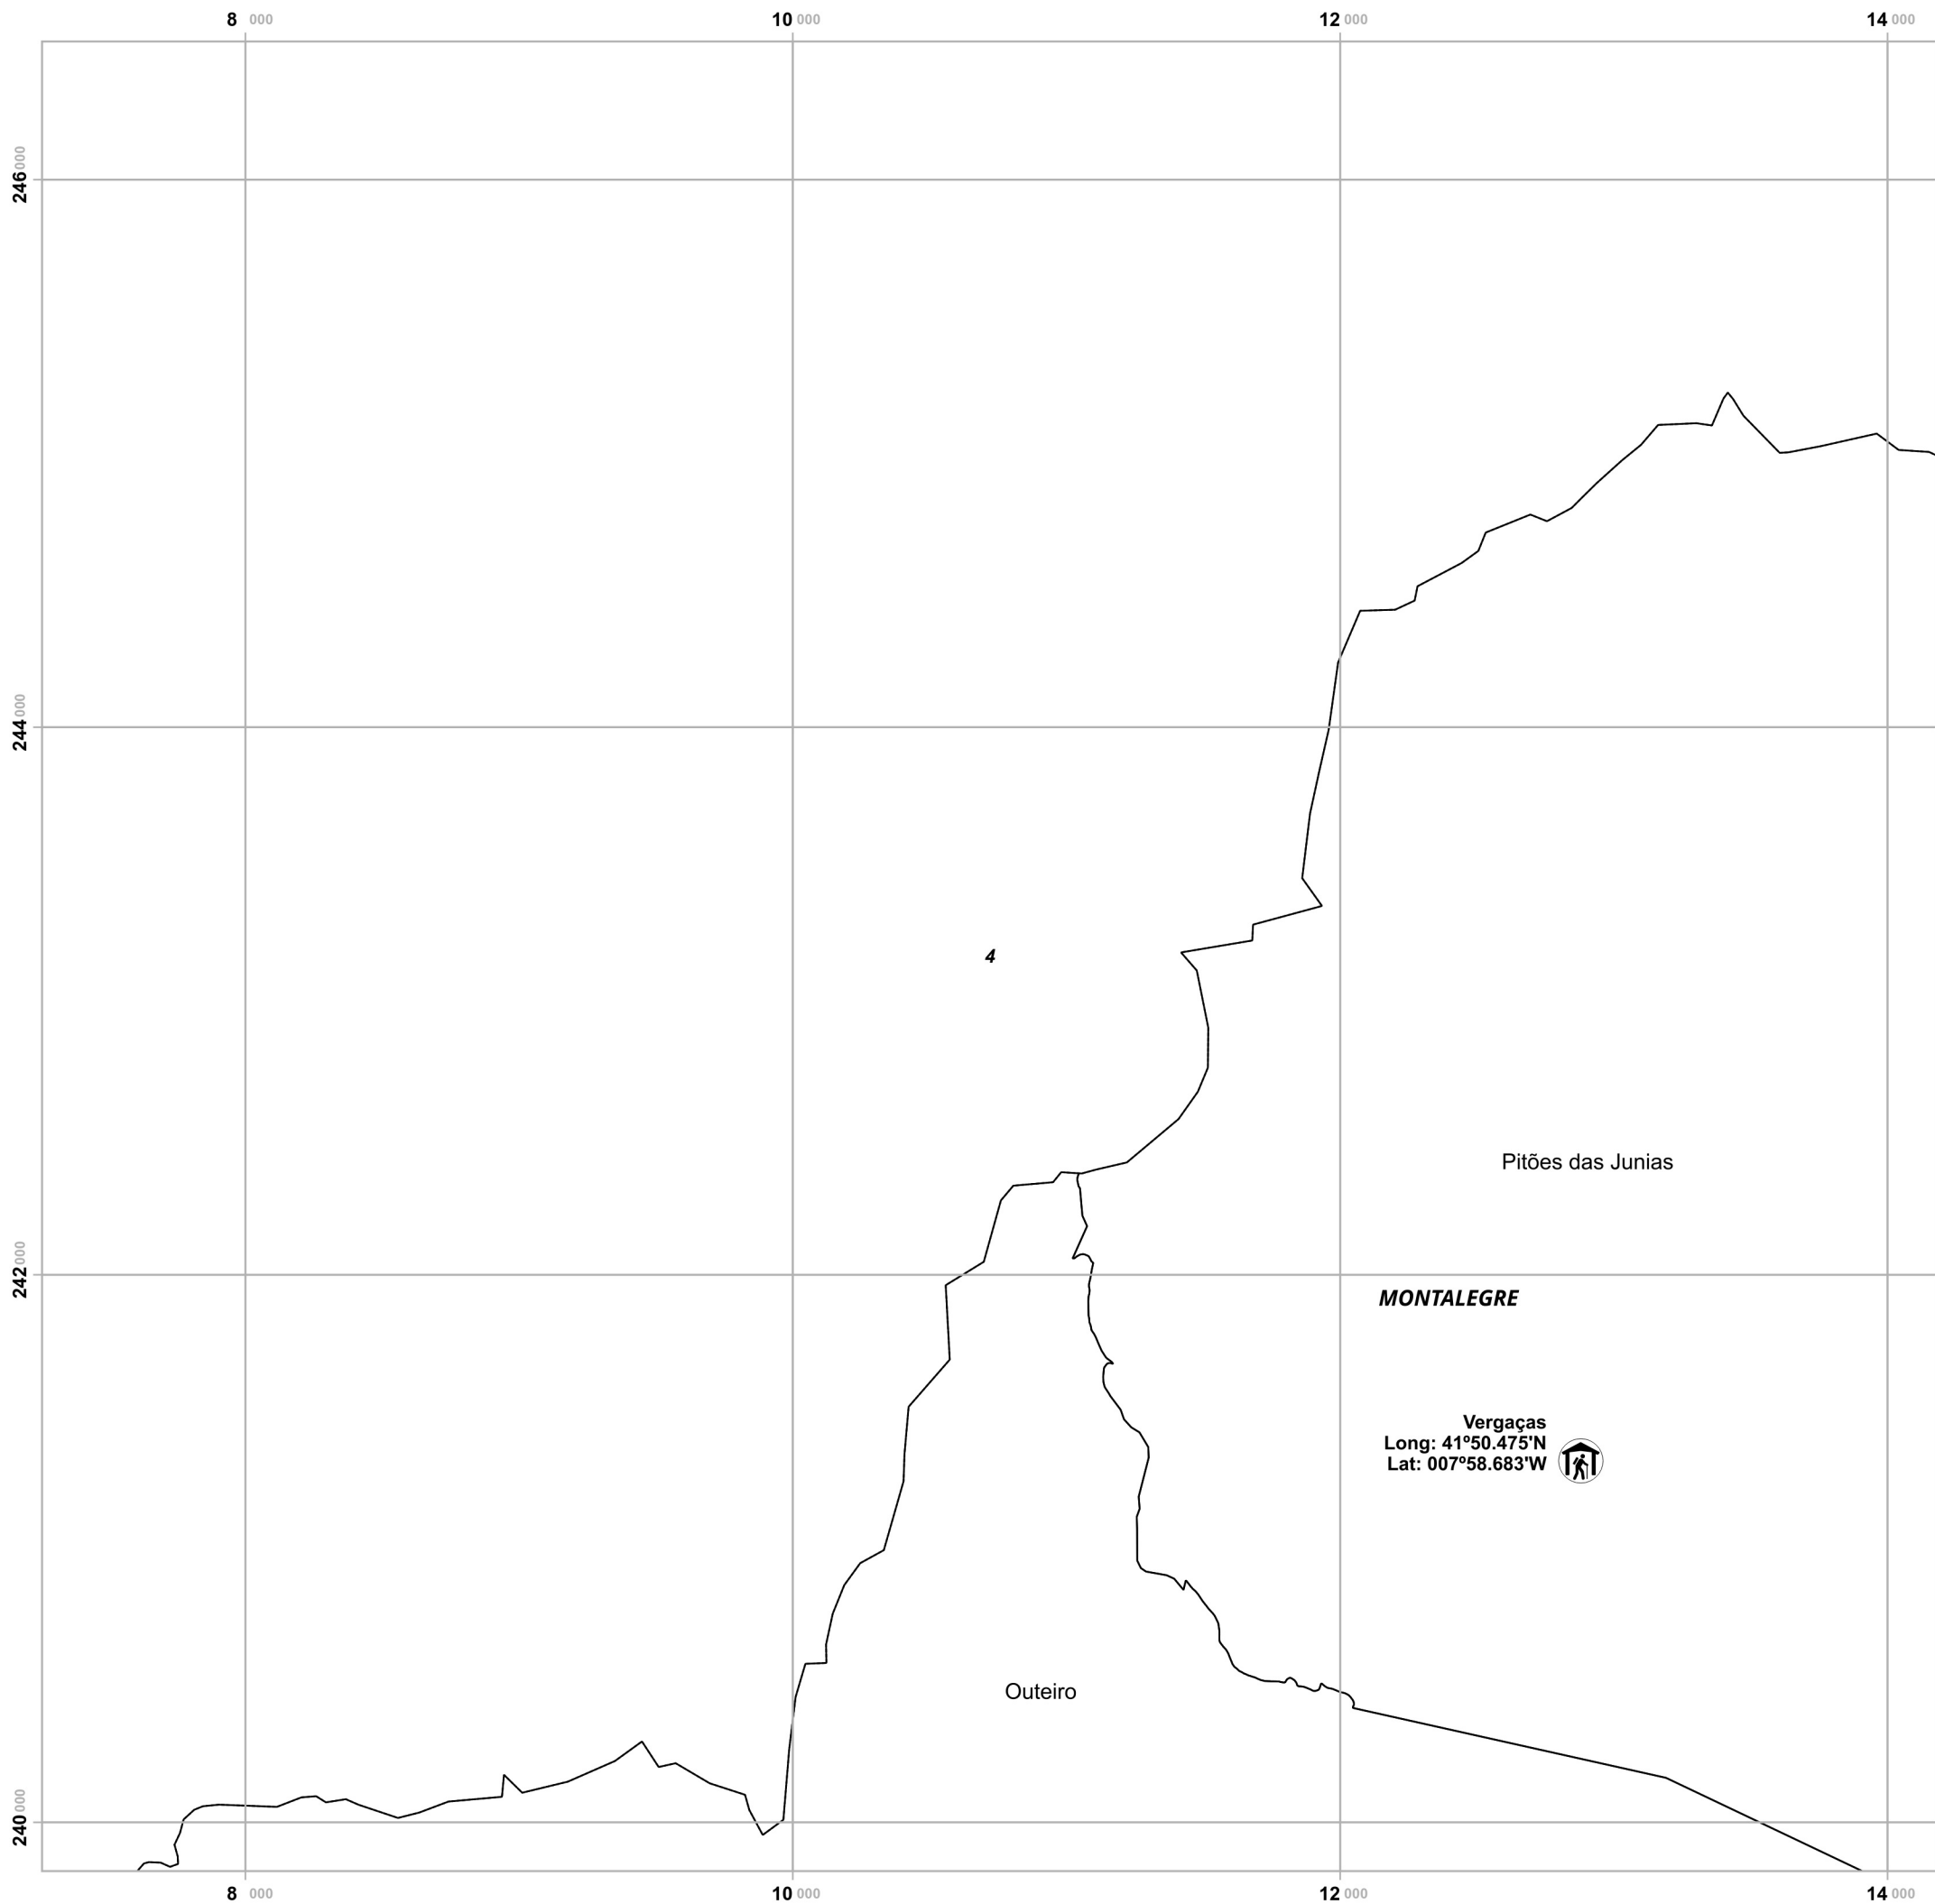 8 000
10 000
12 000
14 000
246 000
244 000
4
Pitões das Junias
242 000
MONTALEGRE
Vergaças
Long: 41º50.475'N
Lat: 007º58.683'W
Outeiro
240 000
8 000
10 000
12 000
14 000